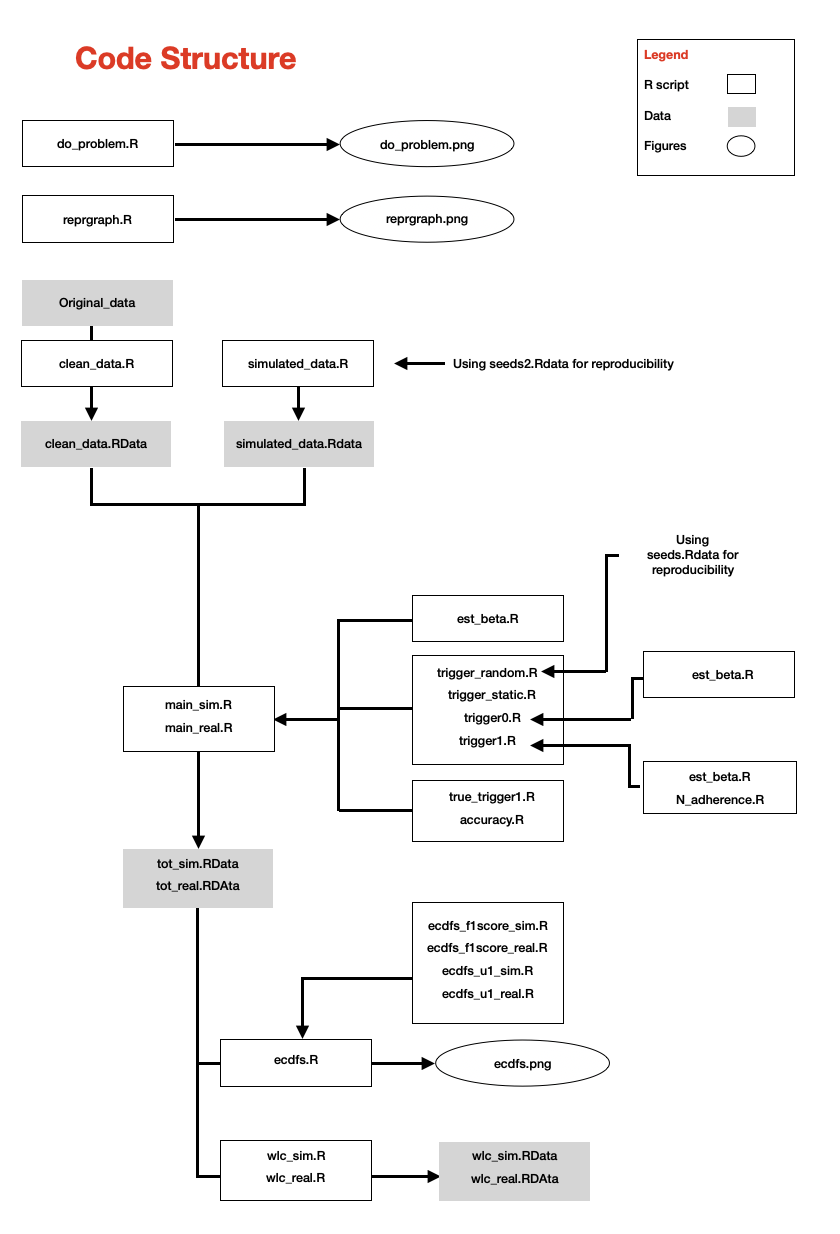 Code Structure
Legend
R script
Data
Figures
do_problem.R
do_problem.png
reprgraph.R
reprgraph.png
Original_data
clean_data.R
simulated_data.R
Using seeds2.Rdata for reproducibility
clean_data.RData
simulated_data.Rdata
Using
seeds.Rdata for
reproducibility
est_beta.R
trigger_random.R
trigger_static.R
trigger0.R
trigger1.R
est_beta.R
main_sim.R
main_real.R
est_beta.R
N_adherence.R
true_trigger1.R
accuracy.R
tot_sim.RData
tot_real.RDAta
ecdfs_f1score_sim.R
ecdfs_f1score_real.R
ecdfs_u1_sim.R
ecdfs_u1_real.R
ecdfs.R
ecdfs.png
wlc_sim.R
wlc_real.R
wlc_sim.RData
wlc_real.RDAta